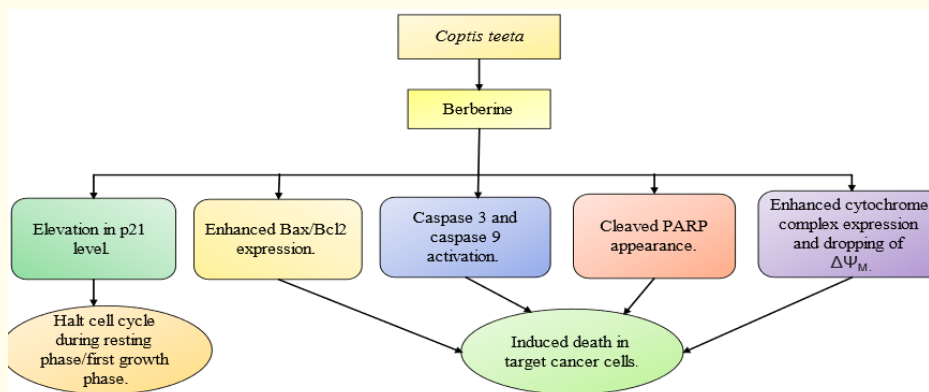 Coptis teeta
Berberine
Elevation in p21
level.
Enhanced Bax/Bcl2
expression.
Caspase 3 and
caspase 9
activation.
Cleaved PARP
appearance.
Enhanced cytochrome
complex expression
and dropping of
ΔΨM.
Halt cell cycle
during resting
phase/first growth
phase.
Induced death in
target cancer cells.